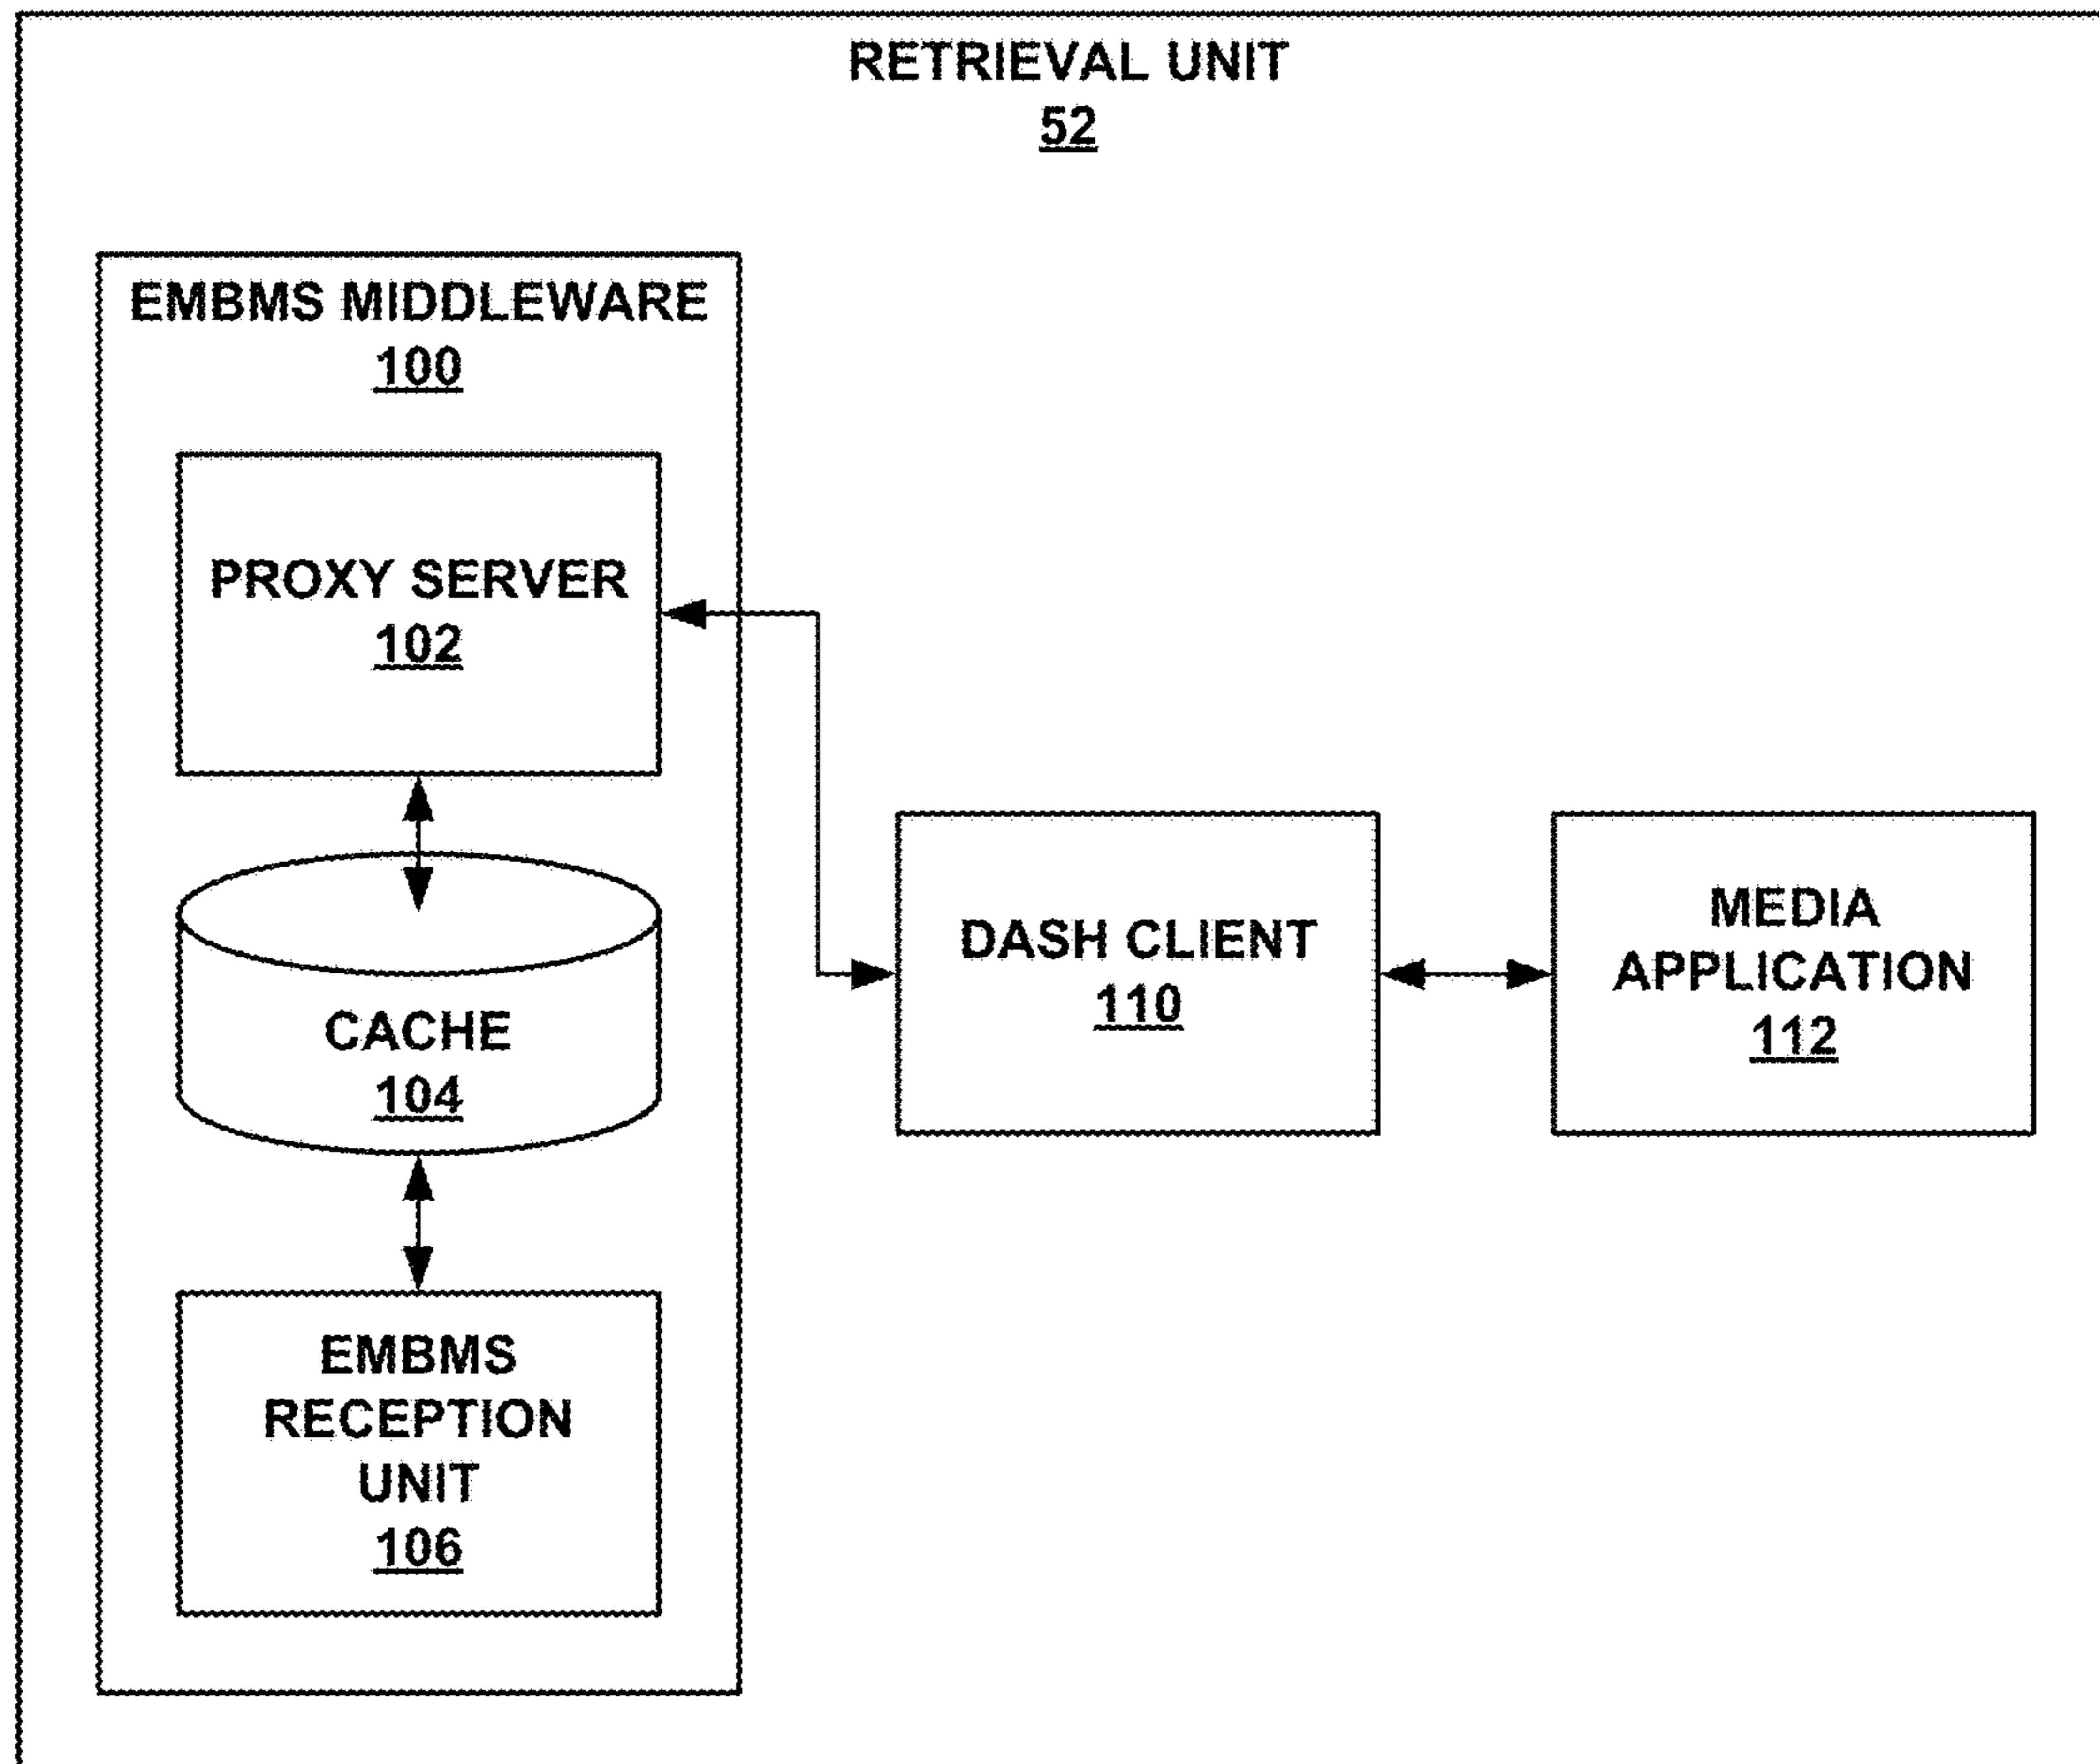 RETRIEVAL UNIT
52
EMBMS MIDDLEWARE
100
PROXY SERVER
102
CACHE
104
EMBMS
RECEPTION
UNIT
106
DASH CLIENT
110
MEDIA
APPLICATION
112